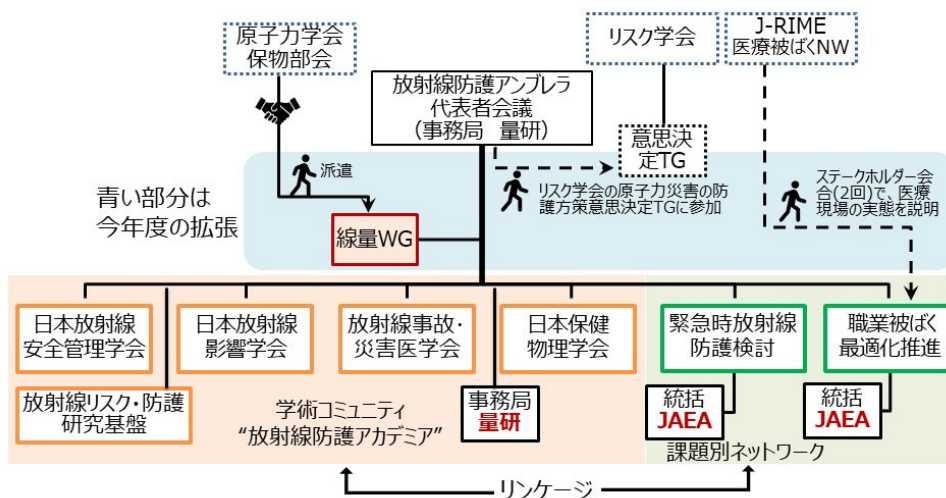 原子力学会
保物部会
リスク学会
J-RIME
医療被ばくNW
放射線防護アンブレラ
代表者会議
(事務局 量研)
意思決
定TG
派遣
青い部分は
今年度の拡張
線量WG
リスク学会の原子力災害の防
護方策意思決定TGに参加
ステークホルダー会
合(2回)で、医療
現場の実態を説明
日本放射線
安全管理学会
日本放射線
影響学会
放射線事故・
災害医学会
日本保健
物理学会
緊急時放射線
防護検討
職業被ばく
最適化推進
放射線リスク・防護
研究基盤
学術コミュニティ
“放射線防護アカデミア”
事務局
量研
統括
JAEA
統括
JAEA
課題別ネットワーク
リンケージ